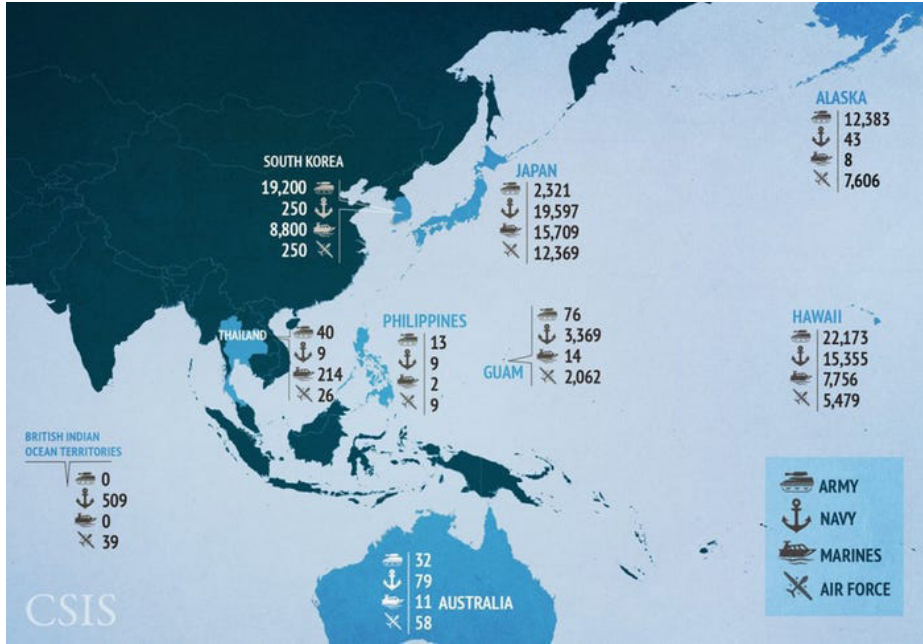 ALASKA
12,383
43
8
7,606
SOUTH KOREA
19,200
250
8,800
250
JAPAN
2,321
19,597
15,709
12,369
THAILAND
40
9
214
26
PHILIPPINES
13
9
2
9
GUAM
76
3,369
14
2,062
HAWAII
22,173
15,355
7,756
5,479
BRITISH INDIAN
OCEAN TERRITORIES
0
509
0
39
AUSTRALIA
32
79
11
58
ARMY
NAVY
MARINES
AIR FORCE
CSIS